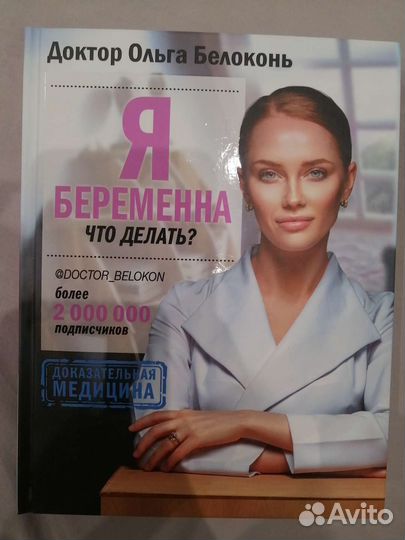 Доктор Ольга Белоконь
Я
БЕРЕМЕННА
ЧТО ДЕЛАТЬ?
@DOCTOR_BELOKON
более
2 000 000
подписчиков
ДОКАЗАТЕЛЬНАЯ
МЕДИЦИНА
Avito